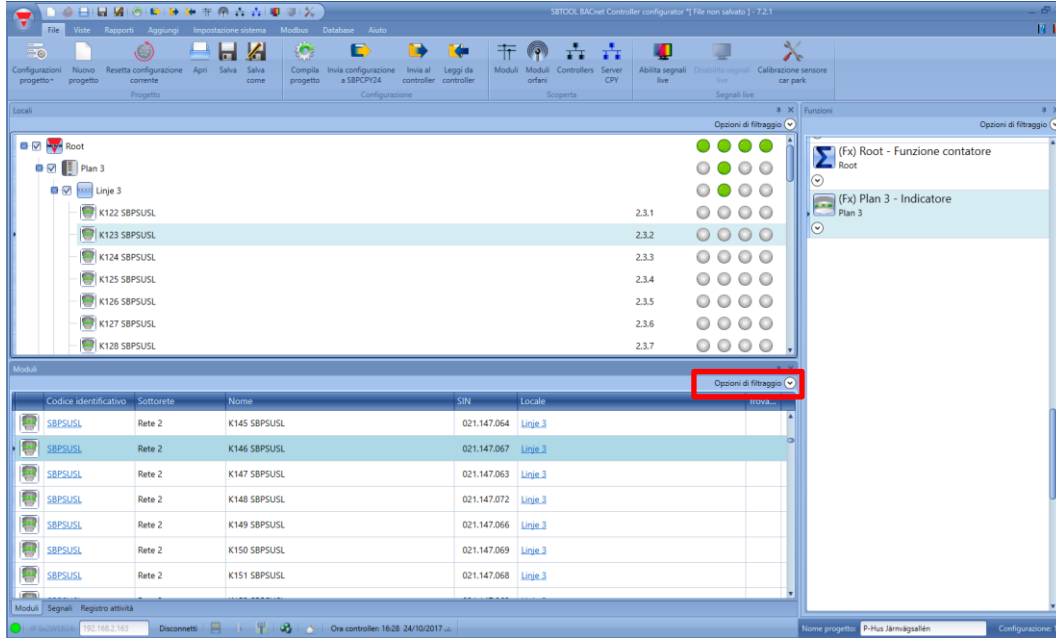 SBTOOL BACnet Controller configurator *[ File non salvato ] - 7.2.1
File Viste Rapporti Aggiungi Impostazione sistema Modbus Database Aiuto
Configurazioni progetto Nuovo progetto Resetta configurazione corrente Apri Salva Salva come Compila progetto Invia configurazione a SBPCPY24 Invia al controller Leggi da controller Moduli Moduli orfani Controllers Server CPY Abilita segnali live Disabilita segnali live Calibrazione sensore car park
Progetto Configurazione Scoperta Segnali live
Locali
Opzioni di filtraggio
Root
Plan 3
Linje 3
K122 SBPSUSL 2.3.1
K123 SBPSUSL 2.3.2
K124 SBPSUSL 2.3.3
K125 SBPSUSL 2.3.4
K126 SBPSUSL 2.3.5
K127 SBPSUSL 2.3.6
K128 SBPSUSL 2.3.7
Funzioni
Opzioni di filtraggio
(Fx) Root - Funzione contatore
Root
(Fx) Plan 3 - Indicatore
Plan 3
Moduli
Opzioni di filtraggio
Codice identificativo Sottorete Nome SIN Locale Trova...
SBPSUSL Rete 2 K145 SBPSUSL 021.147.064 Linje 3
SBPSUSL Rete 2 K146 SBPSUSL 021.147.067 Linje 3
SBPSUSL Rete 2 K147 SBPSUSL 021.147.063 Linje 3
SBPSUSL Rete 2 K148 SBPSUSL 021.147.072 Linje 3
SBPSUSL Rete 2 K149 SBPSUSL 021.147.066 Linje 3
SBPSUSL Rete 2 K150 SBPSUSL 021.147.069 Linje 3
SBPSUSL Rete 2 K151 SBPSUSL 021.147.068 Linje 3
Moduli Segnali Registro attività
192.168.2.163 Disconnetti Ora controller: 16:28 24/10/2017
Nome progetto: P-Hus Järnvägsallén Configurazione: